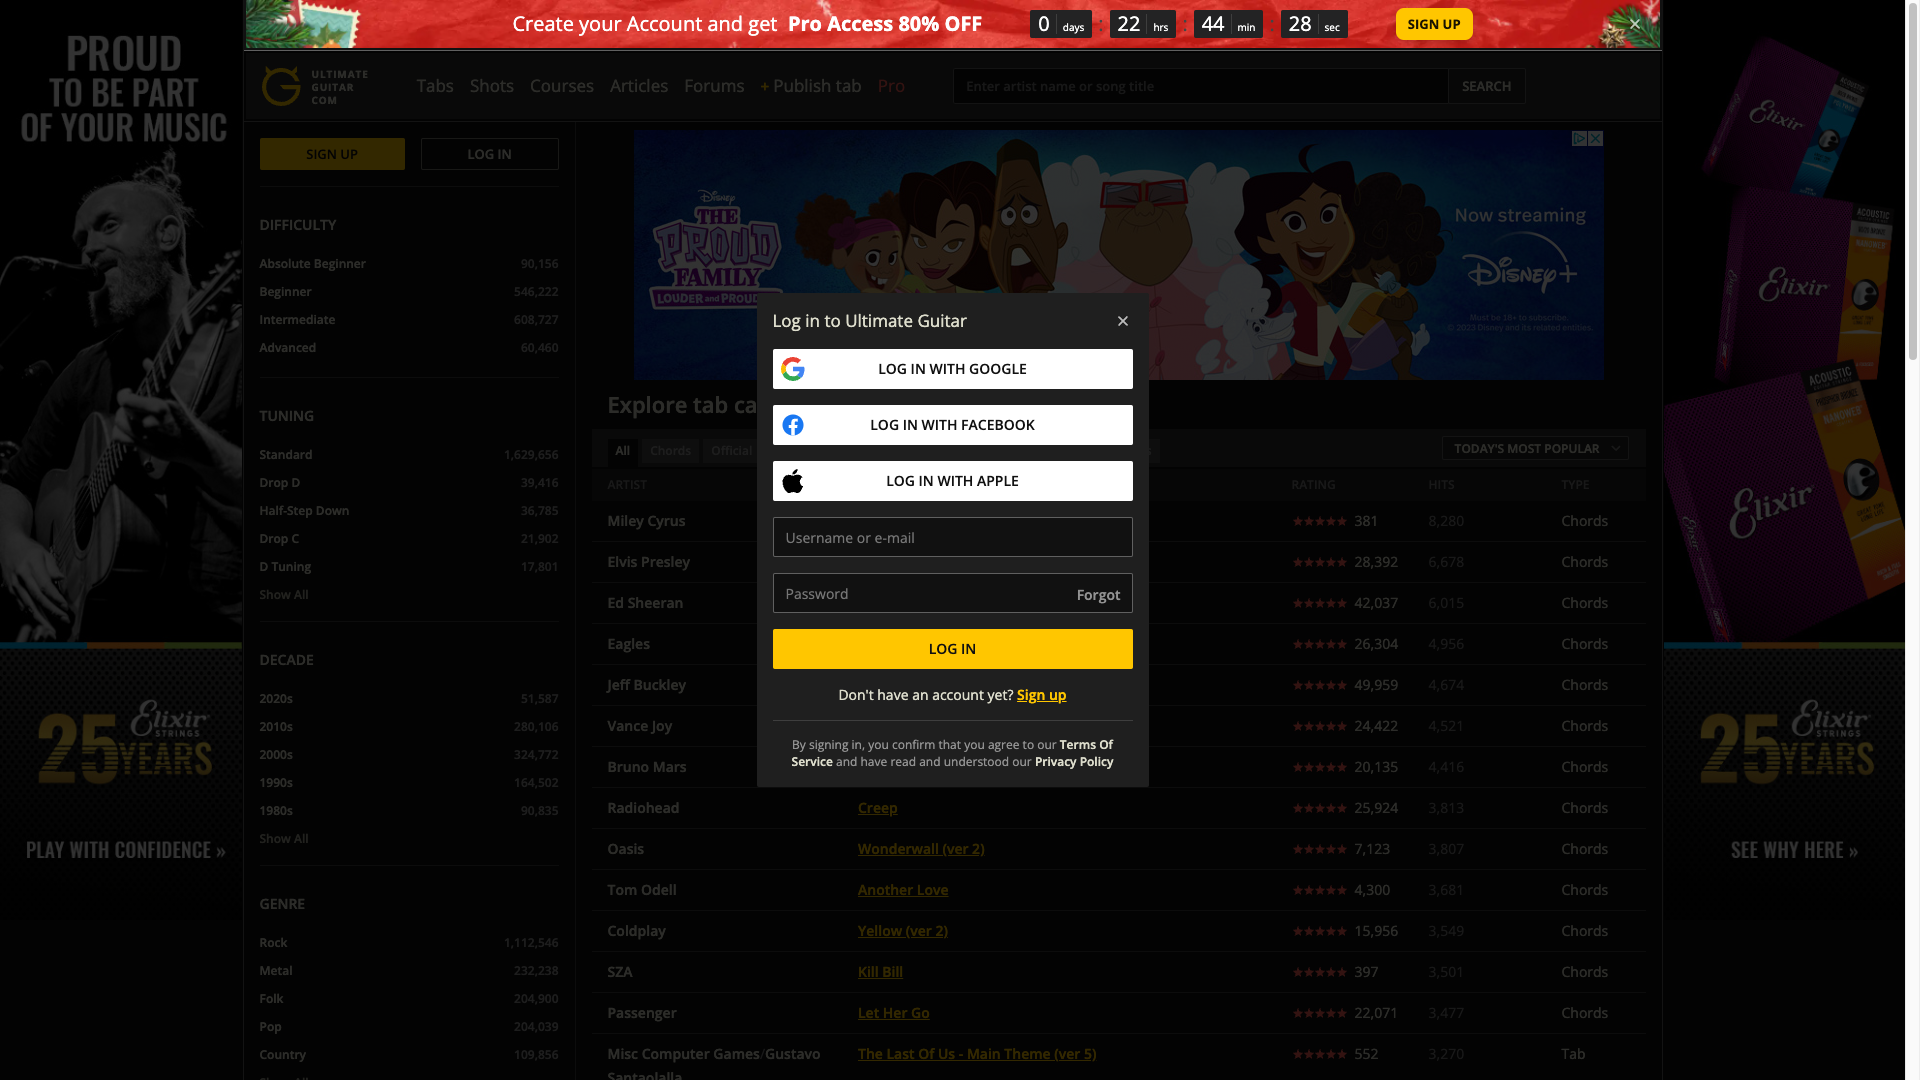 Create your Account and get Pro Access 80% OFF
0 days : 22 hrs : 44 min : 28 sec
SIGN UP
PROUD
TO BE PART
OF YOUR MUSIC
ULTIMATE
GUITAR
COM
Tabs Shots Courses Articles Forums + Publish tab Pro
Enter artist name or song title
SEARCH
SIGN UP
LOG IN
DIFFICULTY
Absolute Beginner 90,156
Beginner 546,222
Intermediate 608,727
Advanced 60,460
TUNING
Standard 1,629,656
Drop D 39,416
Half-Step Down 36,785
Drop C 21,902
D Tuning 17,801
Show All
DECADE
2020s 51,587
2010s 280,106
2000s 324,772
1990s 164,502
1980s 90,835
Show All
GENRE
Rock 1,112,546
Metal 232,238
Folk 204,900
Pop 204,039
Country 109,856
Disney
THE
PROUD
FAMILY
LOUDER and PROUDER
Now streaming
Disney+
Must be 18+ to subscribe.
© 2023 Disney and its related entities.
Explore tab ca
All Chords Official
TODAY'S MOST POPULAR
ARTIST RATING HITS TYPE
Miley Cyrus 381 8,280 Chords
Elvis Presley 28,392 6,678 Chords
Ed Sheeran 42,037 6,015 Chords
Eagles 26,304 4,956 Chords
Jeff Buckley 49,959 4,674 Chords
Vance Joy 24,422 4,521 Chords
Bruno Mars 20,135 4,416 Chords
Radiohead Creep 25,924 3,813 Chords
Oasis Wonderwall (ver 2) 7,123 3,807 Chords
Tom Odell Another Love 4,300 3,681 Chords
Coldplay Yellow (ver 2) 15,956 3,549 Chords
SZA Kill Bill 397 3,501 Chords
Passenger Let Her Go 22,071 3,477 Chords
Misc Computer Games/Gustavo The Last Of Us - Main Theme (ver 5) 552 3,270 Tab
Santaolalla
Log in to Ultimate Guitar
LOG IN WITH GOOGLE
LOG IN WITH FACEBOOK
LOG IN WITH APPLE
Username or e-mail
Password
Forgot
LOG IN
Don't have an account yet? Sign up
By signing in, you confirm that you agree to our Terms Of
Service and have read and understood our Privacy Policy
Elixir
STRINGS
25 YEARS
PLAY WITH CONFIDENCE »
ACOUSTIC
Elixir
ACOUSTIC
Elixir
ACOUSTIC
NANOWEB
Elixir
Elixir
STRINGS
25 YEARS
SEE WHY HERE »